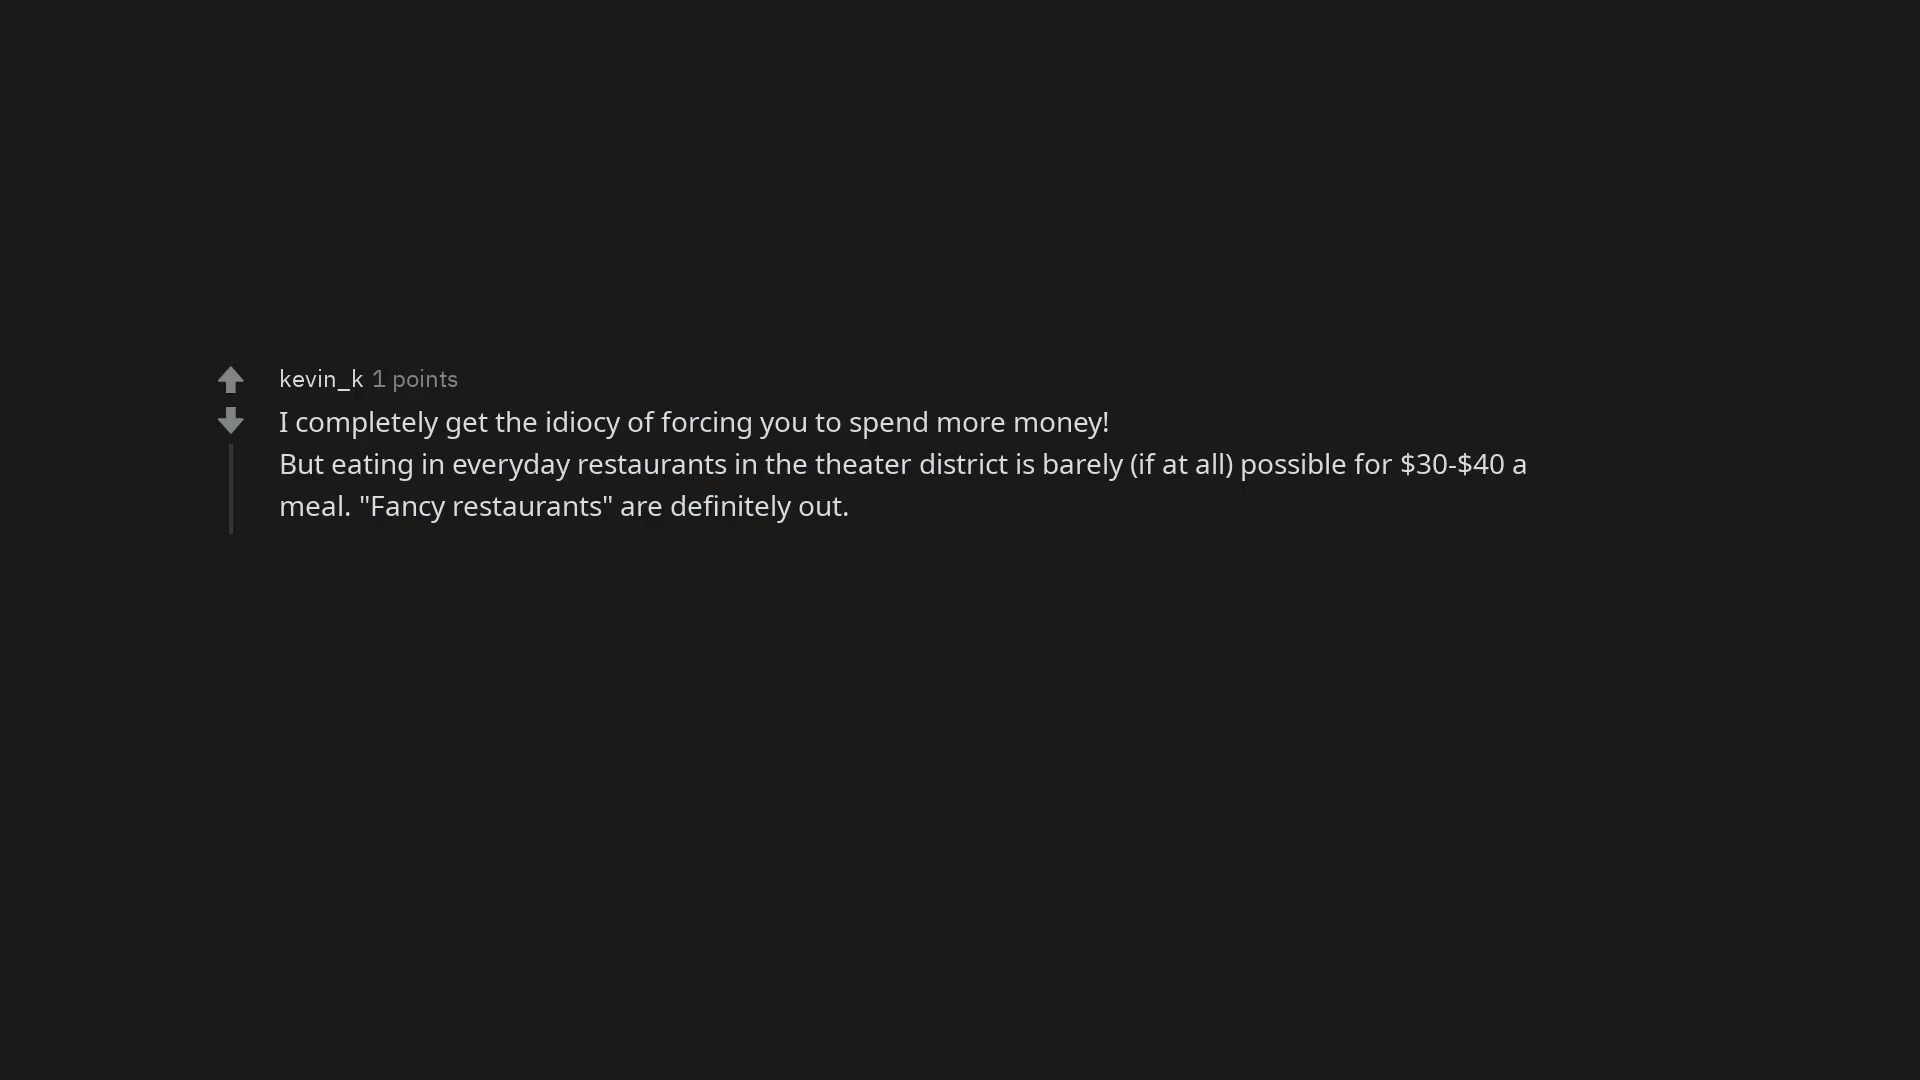 kevin_k 1 points
I completely get the idiocy of forcing you to spend more money!
But eating in everyday restaurants in the theater district is barely (if at all) possible for $30-$40 a
meal. "Fancy restaurants" are definitely out.